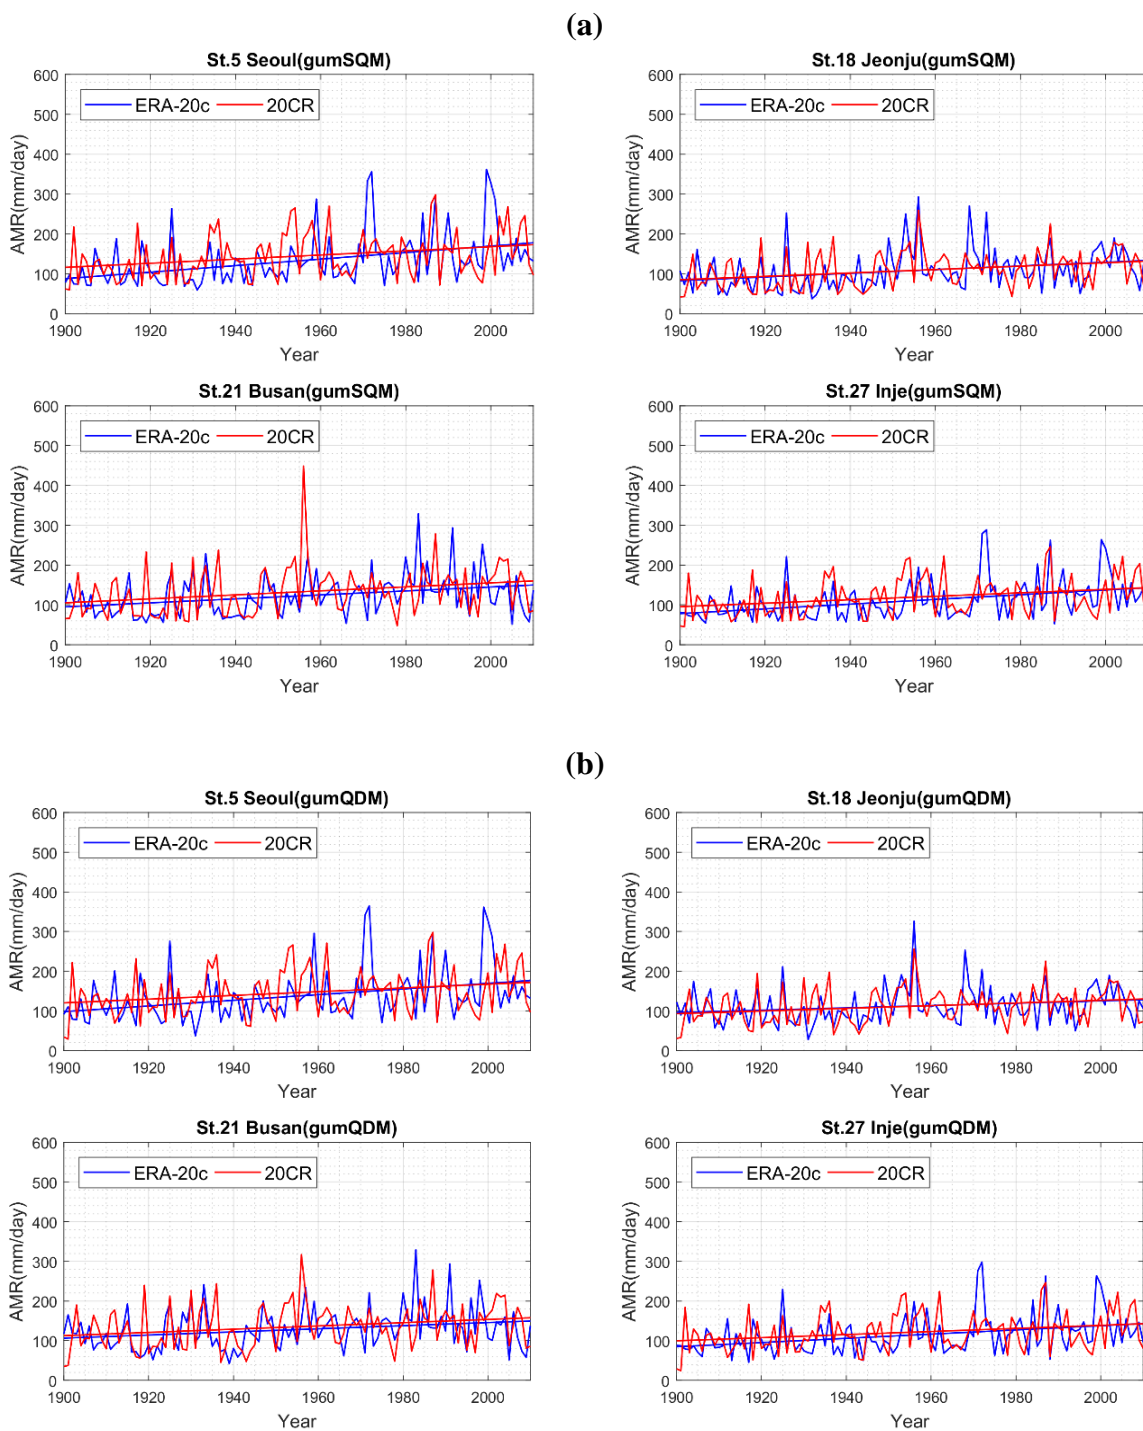 (a)
St.5 Seoul(gumSQM)
600
500
400
300
200
100
0
AMR(mm/day)
ERA-20c 20CR
1900 1920 1940 1960 1980 2000
Year
St.18 Jeonju(gumSQM)
600
500
400
300
200
100
0
AMR(mm/day)
ERA-20c 20CR
1900 1920 1940 1960 1980 2000
Year
St.21 Busan(gumSQM)
600
500
400
300
200
100
0
AMR(mm/day)
ERA-20c 20CR
1900 1920 1940 1960 1980 2000
Year
St.27 Inje(gumSQM)
600
500
400
300
200
100
0
AMR(mm/day)
ERA-20c 20CR
1900 1920 1940 1960 1980 2000
Year
(b)
St.5 Seoul(gumQDM)
600
500
400
300
200
100
0
AMR(mm/day)
ERA-20c 20CR
1900 1920 1940 1960 1980 2000
Year
St.18 Jeonju(gumQDM)
600
500
400
300
200
100
0
AMR(mm/day)
ERA-20c 20CR
1900 1920 1940 1960 1980 2000
Year
St.21 Busan(gumQDM)
600
500
400
300
200
100
0
AMR(mm/day)
ERA-20c 20CR
1900 1920 1940 1960 1980 2000
Year
St.27 Inje(gumQDM)
600
500
400
300
200
100
0
AMR(mm/day)
ERA-20c 20CR
1900 1920 1940 1960 1980 2000
Year